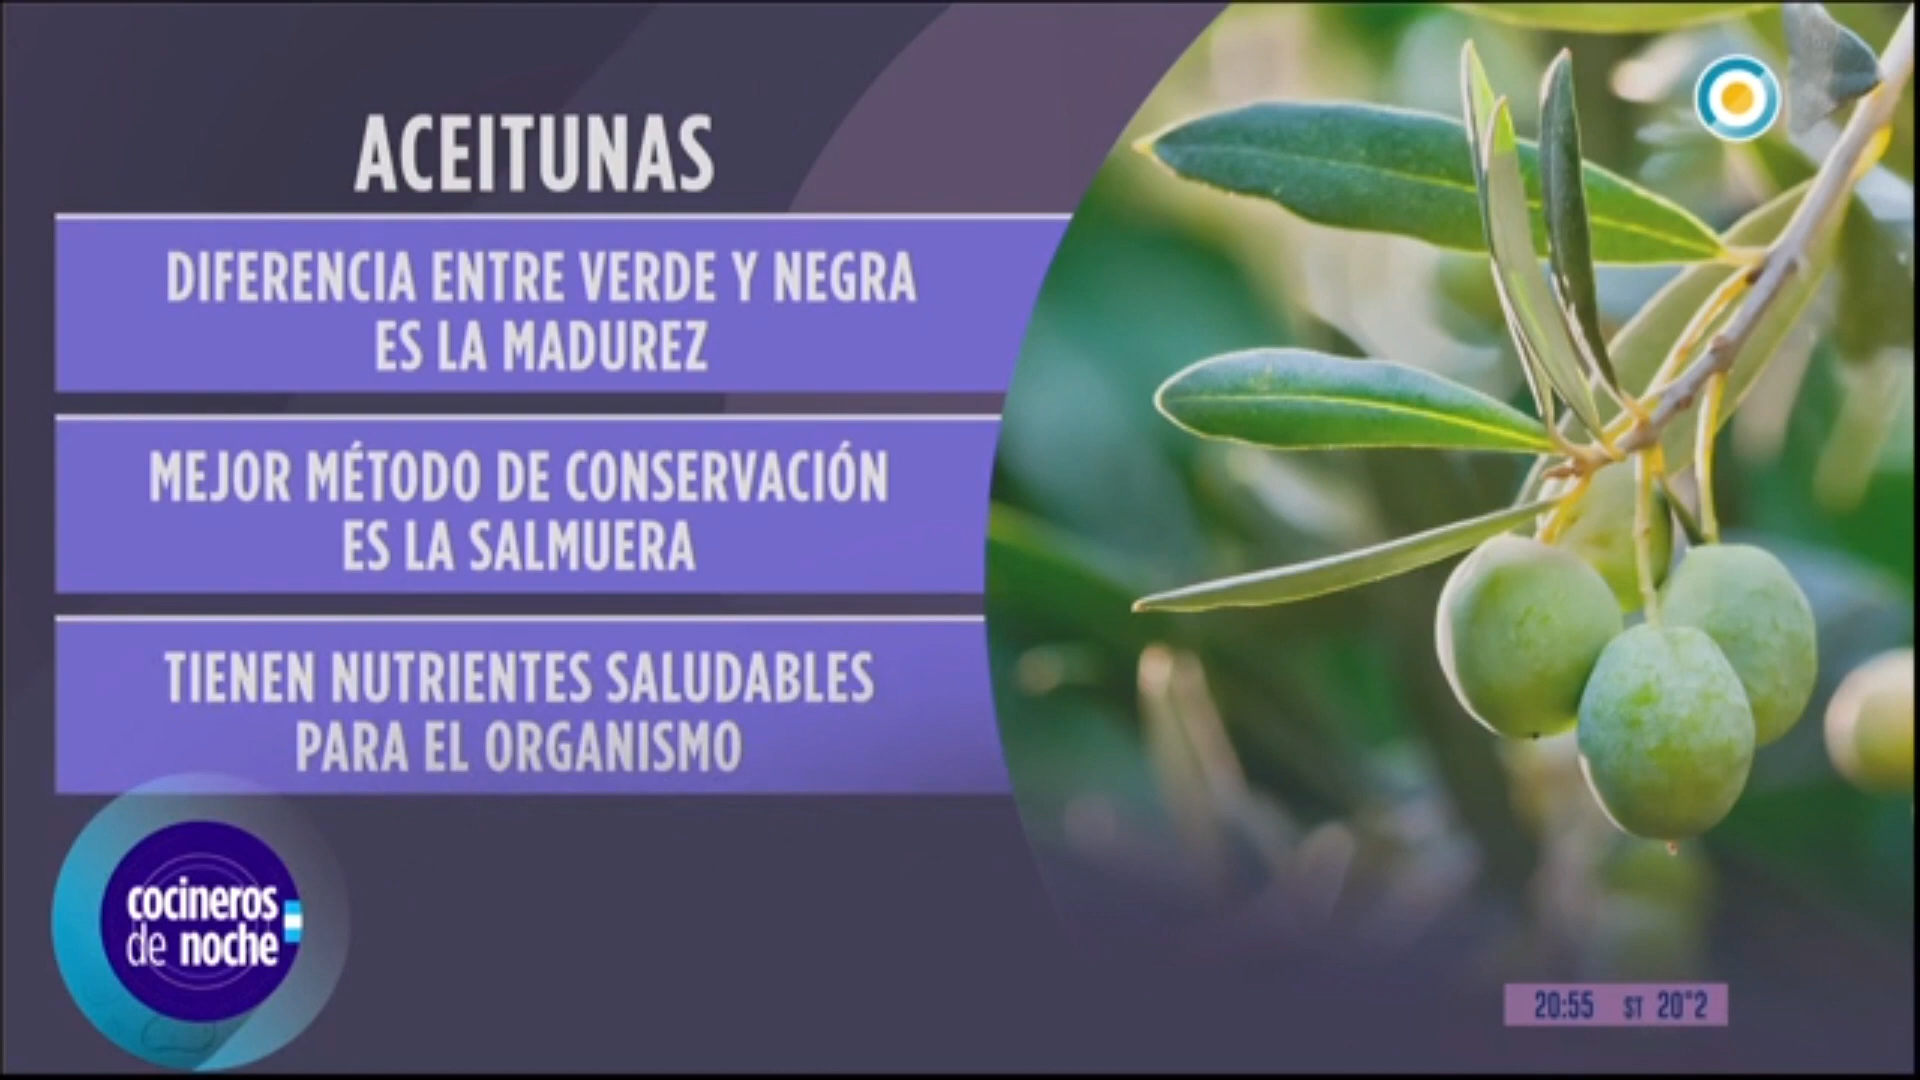 ACEITUNAS
DIFERENCIA ENTRE VERDE Y NEGRA
ES LA MADUREZ
MEJOR MÉTODO DE CONSERVACIÓN
ES LA SALMUERA
TIENEN NUTRIENTES SALUDABLES
PARA EL ORGANISMO
cocineros
de noche
20:55 ST 20°2